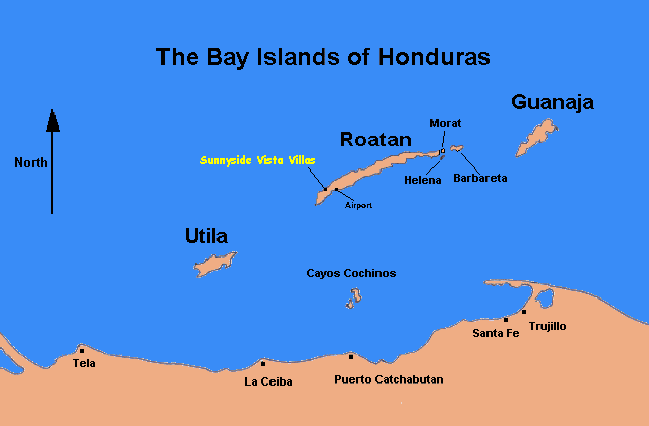 The Bay Islands of Honduras
Guanaja
Morat
Roatan
North
Sunnyside Vista Villas
Helena
Barbareta
Airport
Utila
Cayos Cochinos
Santa Fe
Trujillo
Tela
La Ceiba
Puerto Catchabutan